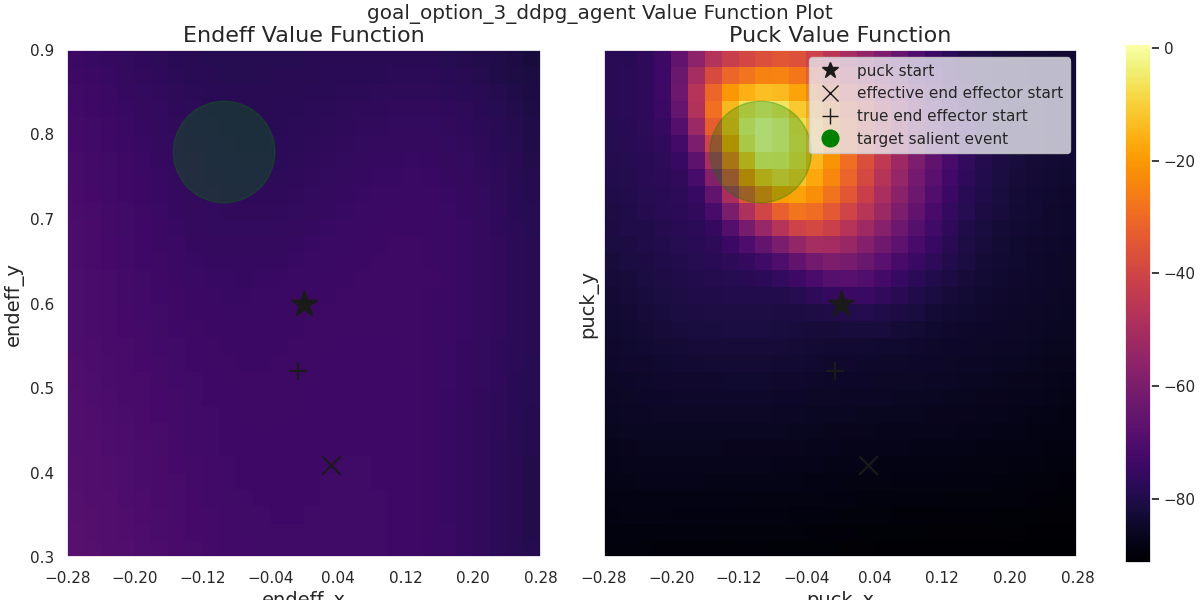 goal_option_3_ddpg_agent Value Function Plot
Endeff Value Function
Puck Value Function
puck start
effective end effector start
true end effector start
target salient event
0.9
0.8
0.7
0.6
0.5
0.4
0.3
endeff_y
−0.28 −0.20 −0.12 −0.04 0.04 0.12 0.20 0.28
endeff_x
puck_y
−0.28 −0.20 −0.12 −0.04 0.04 0.12 0.20 0.28
puck_x
0
−20
−40
−60
−80